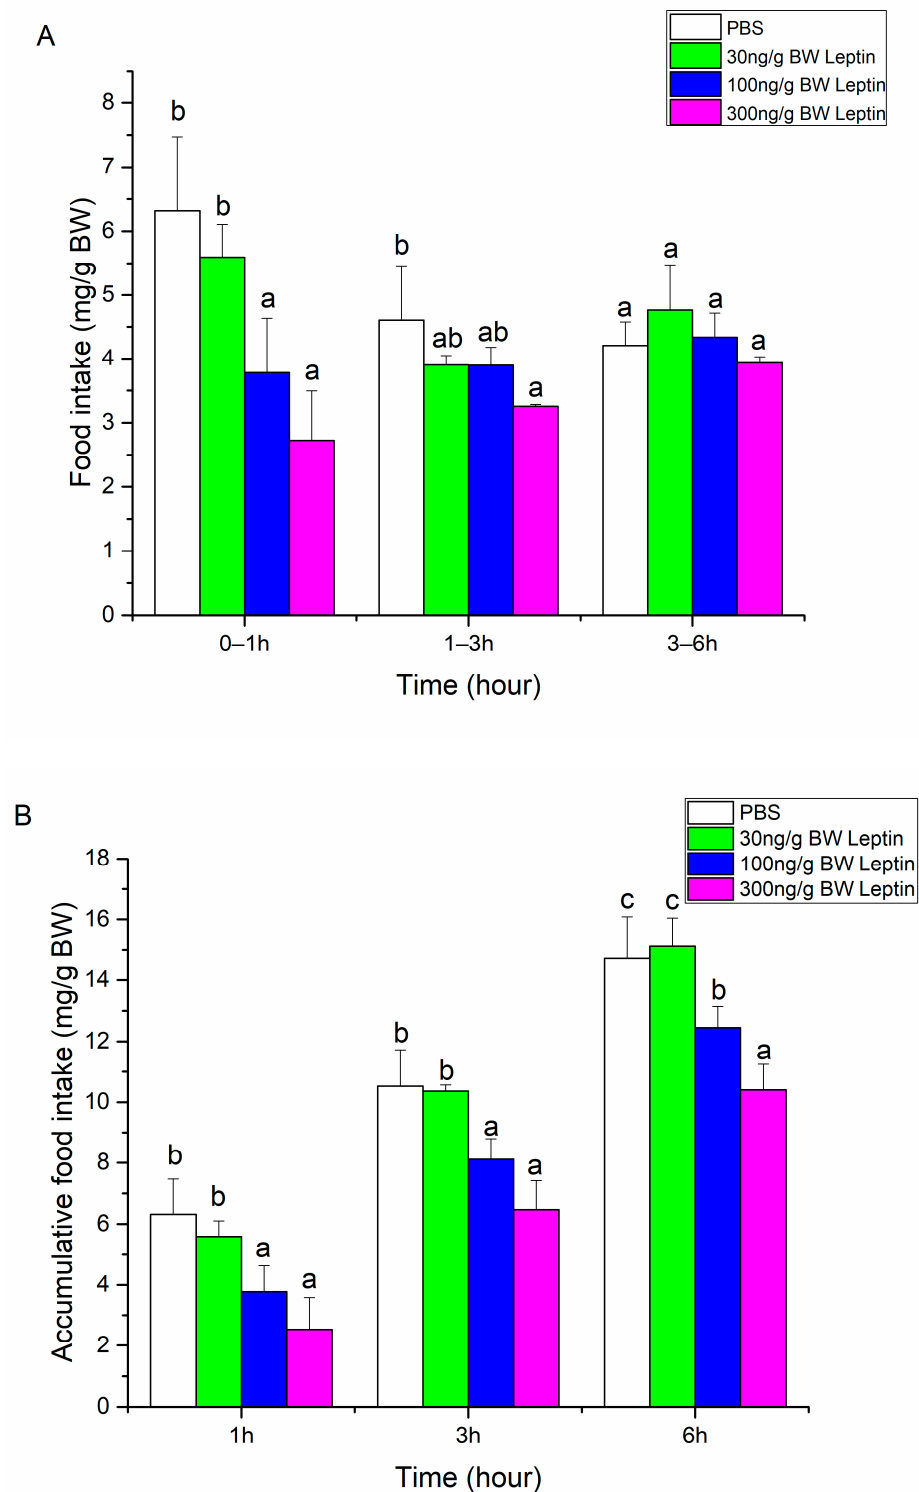 A
PBS
30ng/g BW Leptin
100ng/g BW Leptin
300ng/g BW Leptin
Food intake (mg/g BW)
8
7
6
5
4
3
2
1
0
b
b
a
a
b
ab
ab
a
a
a
a
a
0–1h
1–3h
3–6h
Time (hour)
B
PBS
30ng/g BW Leptin
100ng/g BW Leptin
300ng/g BW Leptin
Accumulative food intake (mg/g BW)
18
16
14
12
10
8
6
4
2
0
b
b
a
a
b
b
a
a
c
c
b
a
1h
3h
6h
Time (hour)